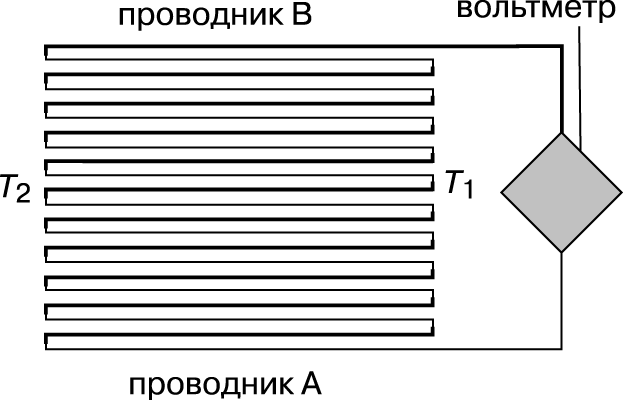 проводник В
вольтметр
T2
T1
проводник А